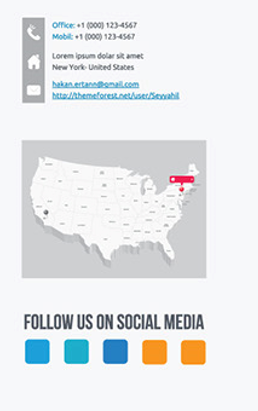 Office: +1 (000) 123-4567
Mobil: +1 (000) 123-4567
Lorem ipsum dolar sit amet
New York- United States
hakan.ertann@gmail.com
http://themeforest.net/user/Seyyahil
FOLLOW US ON SOCIAL MEDIA